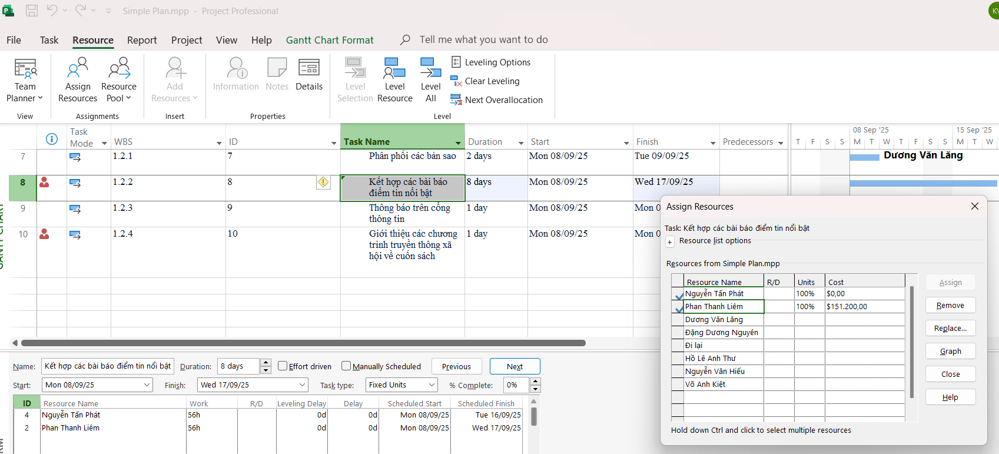 Simple Plan.mpp - Project Professional
KV
File Task Resource Report Project View Help Gantt Chart Format Tell me what you want to do
Team Planner
Assign Resources
Resource Pool
Add Resources
Information
Notes
Details
Level Selection
Level Resource
Level All
Leveling Options
Clear Leveling
Next Overallocation
View Assignments Insert Properties Level
Task Mode WBS ID Task Name Duration Start Finish Predecessors
08 Sep '25 15 Sep '25
T F S S M T W T F S S M T W
7 1.2.1 7 Phân phối các bản sao 2 days Mon 08/09/25 Tue 09/09/25 Dương Văn Lăng
8 1.2.2 8 Kết hợp các bài báo
điểm tin nổi bật 8 days Mon 08/09/25 Wed 17/09/25
9 1.2.3 9 Thông báo trên cổng
thông tin 1 day Mon 08/09/25 Mon 0
10 1.2.4 10 Giới thiệu các chương
trình truyền thông xã
hội về cuốn sách 1 day Mon 08/09/25 Mon 0
Assign Resources
Task: Kết hợp các bài báo điểm tin nổi bật
+ Resource list options
Resources from Simple Plan.mpp
Resource Name R/D Units Cost
Nguyễn Tấn Phát 100% $0,00
Phan Thanh Liêm 100% $151.200,00
Dương Văn Lăng
Đặng Dương Nguyên
Đi lại
Hồ Lê Anh Thư
Nguyễn Văn Hiếu
Võ Anh Kiệt
Assign
Remove
Replace...
Graph
Close
Help
Hold down Ctrl and click to select multiple resources
Name: Kết hợp các bài báo điểm tin nổi bật Duration: 8 days Effort driven Manually Scheduled Previous Next
Start: Mon 08/09/25 Finish: Wed 17/09/25 Task type: Fixed Units % Complete: 0%
ID Resource Name Work R/D Leveling Delay Delay Scheduled Start Scheduled Finish
4 Nguyễn Tấn Phát 56h 0d 0d Mon 08/09/25 Tue 16/09/25
2 Phan Thanh Liêm 56h 0d 0d Mon 08/09/25 Wed 17/09/25